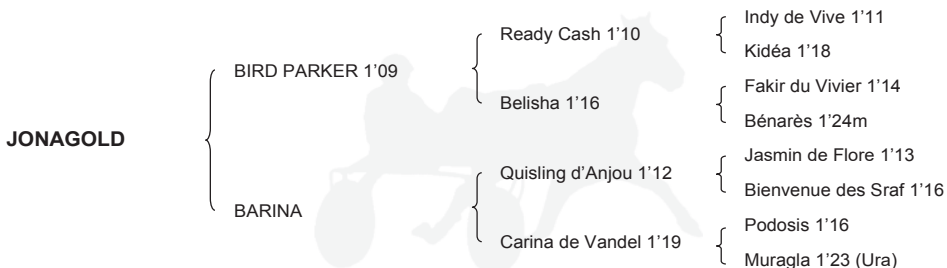 JONAGOLD
BIRD PARKER 1’09
BARINA
Ready Cash 1’10
Belisha 1’16
Quisling d’Anjou 1’12
Carina de Vandel 1’19
Indy de Vive 1’11
Kidéa 1’18
Fakir du Vivier 1’14
Bénarès 1’24m
Jasmin de Flore 1’13
Bienvenue des Sraf 1’16
Podosis 1’16
Muragla 1’23 (Ura)